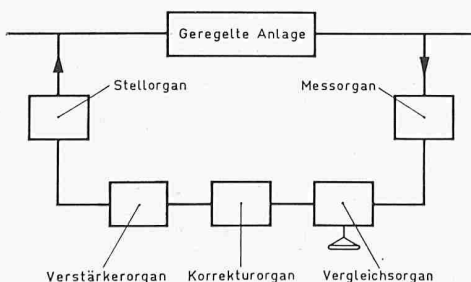 Geregelte Anlage
Stellorgan
Messorgan
Verstärkerorgan
Korrekturorgan
Vergleichsorgan